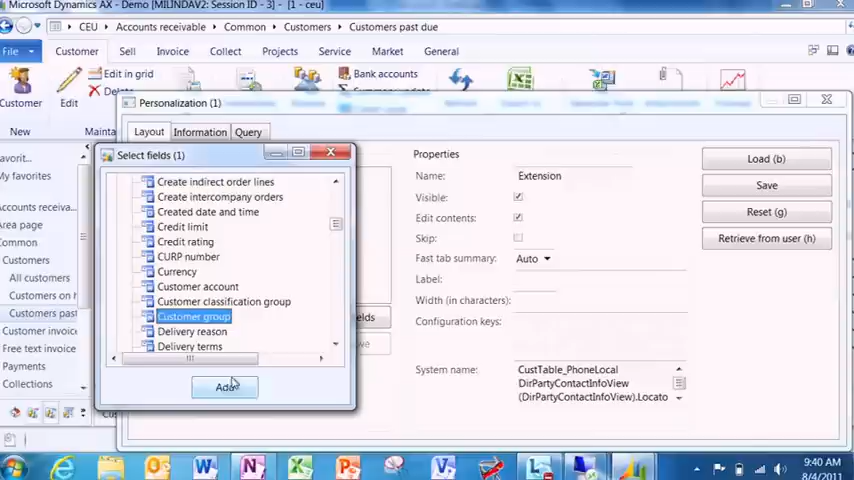 Microsoft Dynamics AX - Demo [MILINDAV2: Session ID - 3] - [1 - ceu]
CEU ▸ Accounts receivable ▸ Common ▸ Customers ▸ Customers past due
File Customer Sell Invoice Collect Projects Service Market General
Customer
Edit
Edit in grid
Delete
Bank accounts
New
Mainta
Personalization (1)
Layout Information Query
Select fields (1)
Create indirect order lines
Create intercompany orders
Created date and time
Credit limit
Credit rating
CURP number
Currency
Customer account
Customer classification group
Customer group
Delivery reason
Delivery terms
Add
Properties
Name: Extension
Visible:
Edit contents:
Skip:
Fast tab summary: Auto
Label:
Width (in characters):
Configuration keys:
System name: CustTable_PhoneLocal
DirPartyContactInfoView
(DirPartyContactInfoView).Locato
Load (b)
Save
Reset (g)
Retrieve from user (h)
ields
avorit...
My favorites
Accounts receiva...
Area page
ommon
Customers
All customers
Customers on h
Customers past
Customer invoice
Free text invoice
Payments
Collections
9:40 AM
8/4/2011